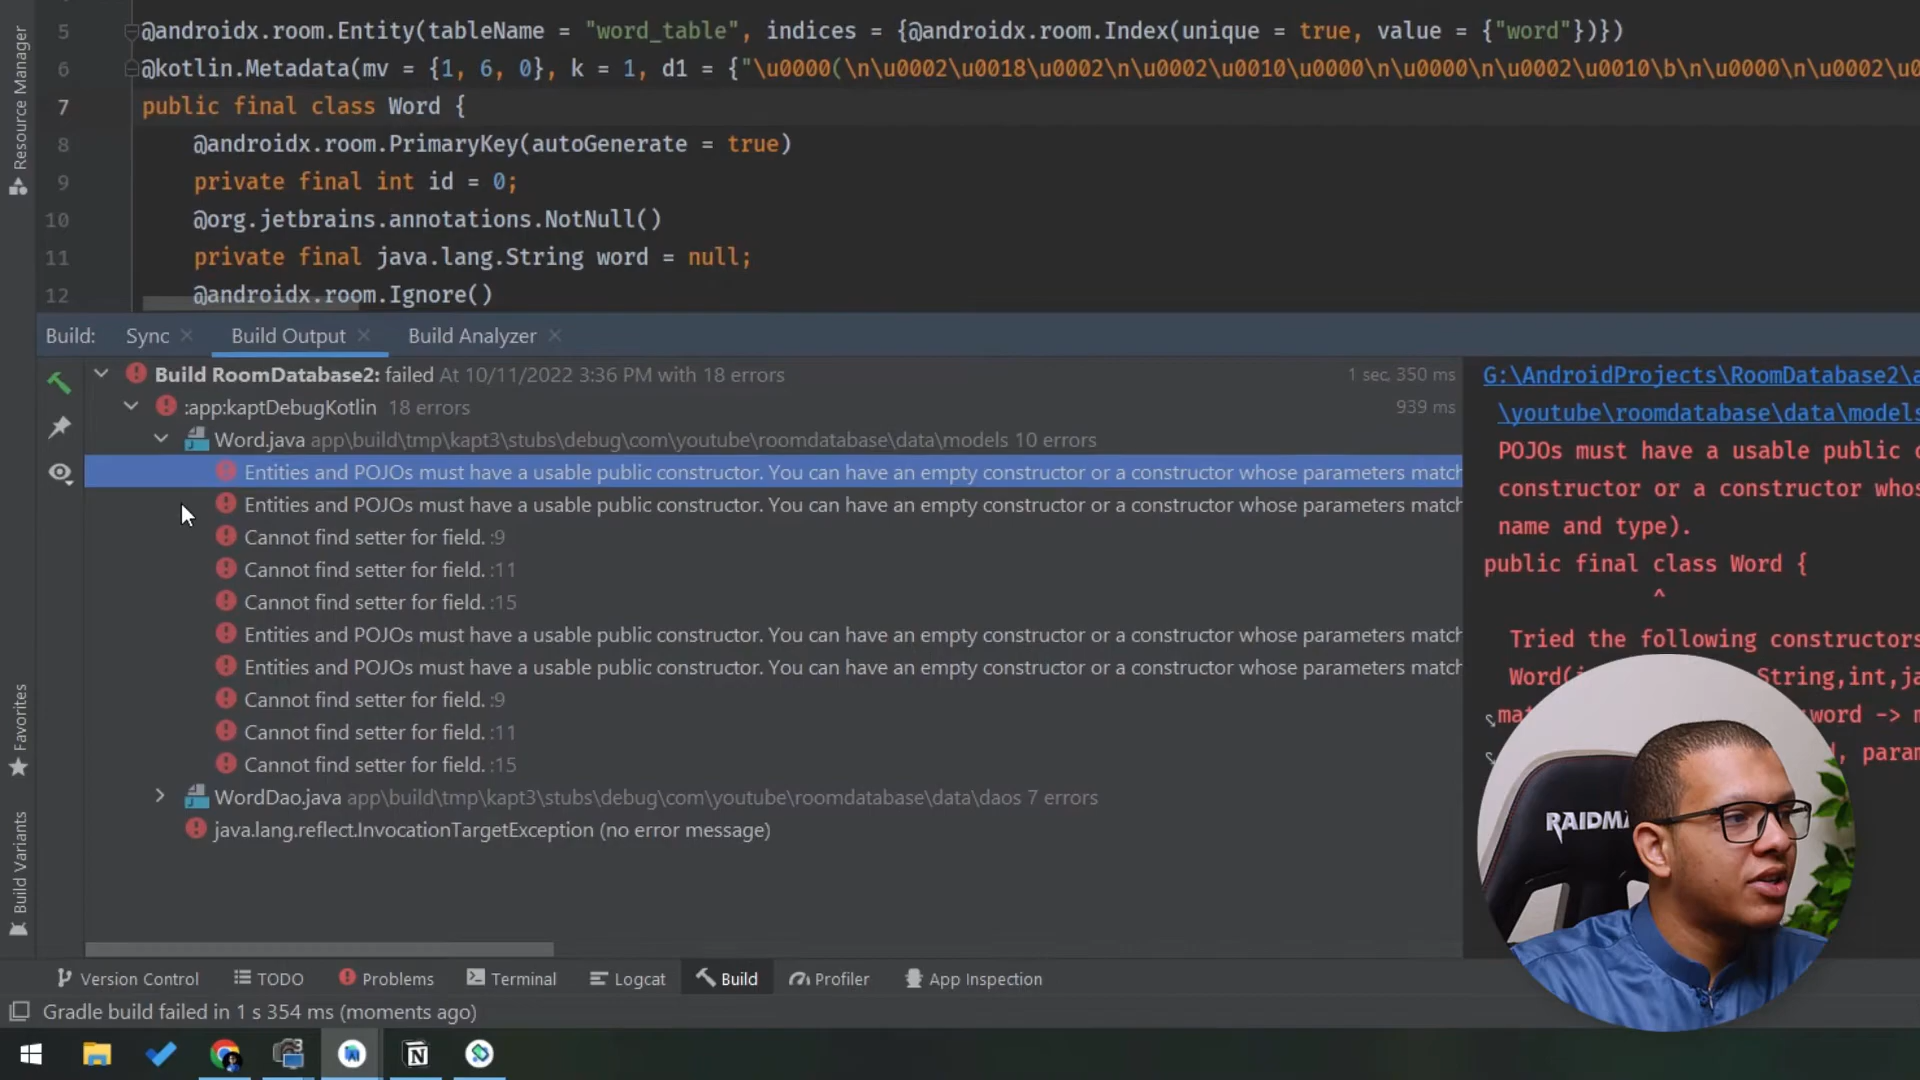 Resource Manager
5 @androidx.room.Entity(tableName = "word_table", indices = {@androidx.room.Index(unique = true, value = {"word"})})
6 @kotlin.Metadata(mv = {1, 6, 0}, k = 1, d1 = {"\u0000(\n\u0002\u0018\u0002\n\u0002\u0010\u0000\n\u0000\n\u0002\u0010\b\n\u0000\n\u0002\u0
7 public final class Word {
8 @androidx.room.PrimaryKey(autoGenerate = true)
9 private final int id = 0;
10 @org.jetbrains.annotations.NotNull()
11 private final java.lang.String word = null;
12 @androidx.room.Ignore()
Build: Sync Build Output Build Analyzer
Build RoomDatabase2: failed At 10/11/2022 3:36 PM with 18 errors 1 sec, 350 ms
:app:kaptDebugKotlin 18 errors 939 ms
Word.java app\build\tmp\kapt3\stubs\debug\com\youtube\roomdatabase\data\models 10 errors
Entities and POJOs must have a usable public constructor. You can have an empty constructor or a constructor whose parameters match
Entities and POJOs must have a usable public constructor. You can have an empty constructor or a constructor whose parameters match
Cannot find setter for field. :9
Cannot find setter for field. :11
Cannot find setter for field. :15
Entities and POJOs must have a usable public constructor. You can have an empty constructor or a constructor whose parameters match
Entities and POJOs must have a usable public constructor. You can have an empty constructor or a constructor whose parameters match
Cannot find setter for field. :9
Cannot find setter for field. :11
Cannot find setter for field. :15
WordDao.java app\build\tmp\kapt3\stubs\debug\com\youtube\roomdatabase\data\daos 7 errors
java.lang.reflect.InvocationTargetException (no error message)
G:\AndroidProjects\RoomDatabase2\a
\youtube\roomdatabase\data\models
POJOs must have a usable public c
constructor or a constructor whos
name and type).
public final class Word {
^
Tried the following constructors
Word( String,int,ja
word -> m
, param
RAIDMA
Favorites
Build Variants
Version Control TODO Problems Terminal Logcat Build Profiler App Inspection
Gradle build failed in 1 s 354 ms (moments ago)